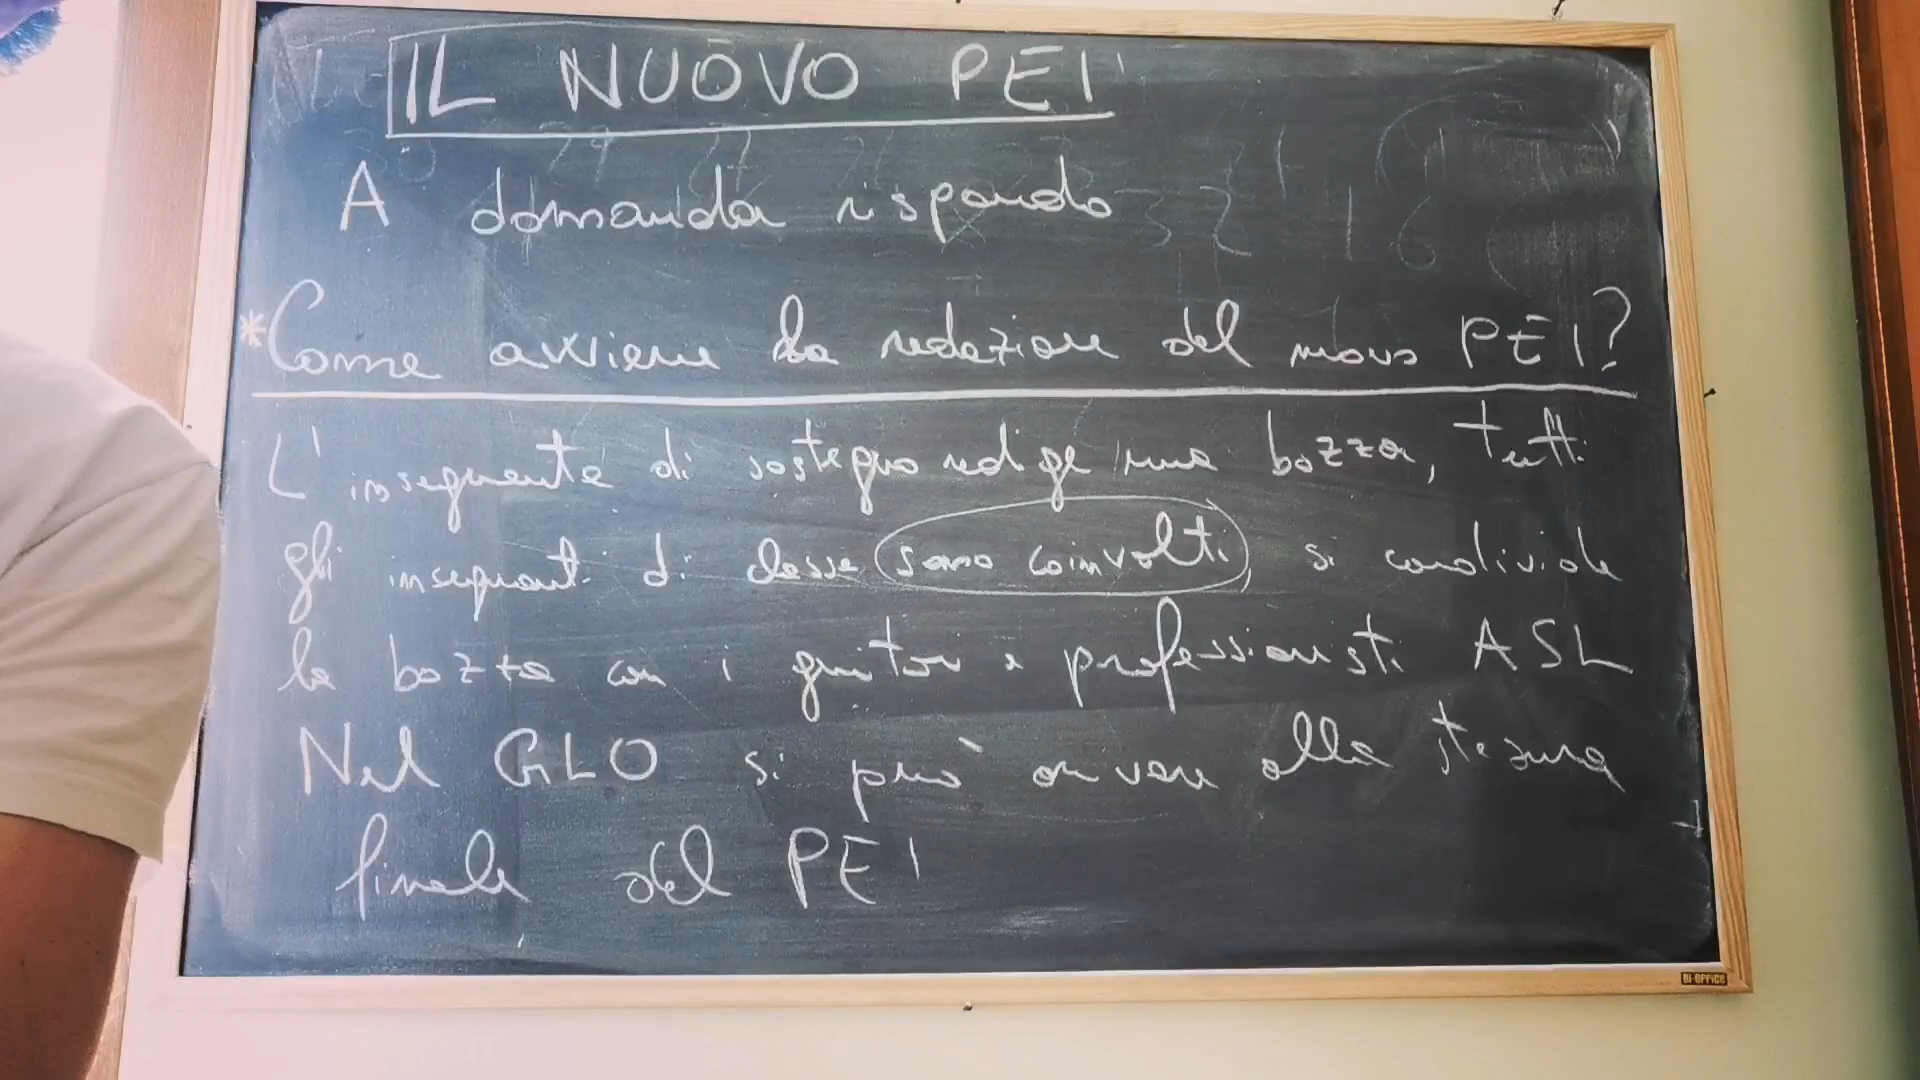 IL NUOVO PEI
A domanda rispondo
*Come avviene la redazione del nuovo PEI?
L'insegnante di sostegno redige una bozza, tutti
gli insegnanti di classe sono coinvolti si condivide
la bozza con i genitori e professionisti ASL
Nel GLO si può arrivare alla stesura
finale del PEI
BI-OFFICE